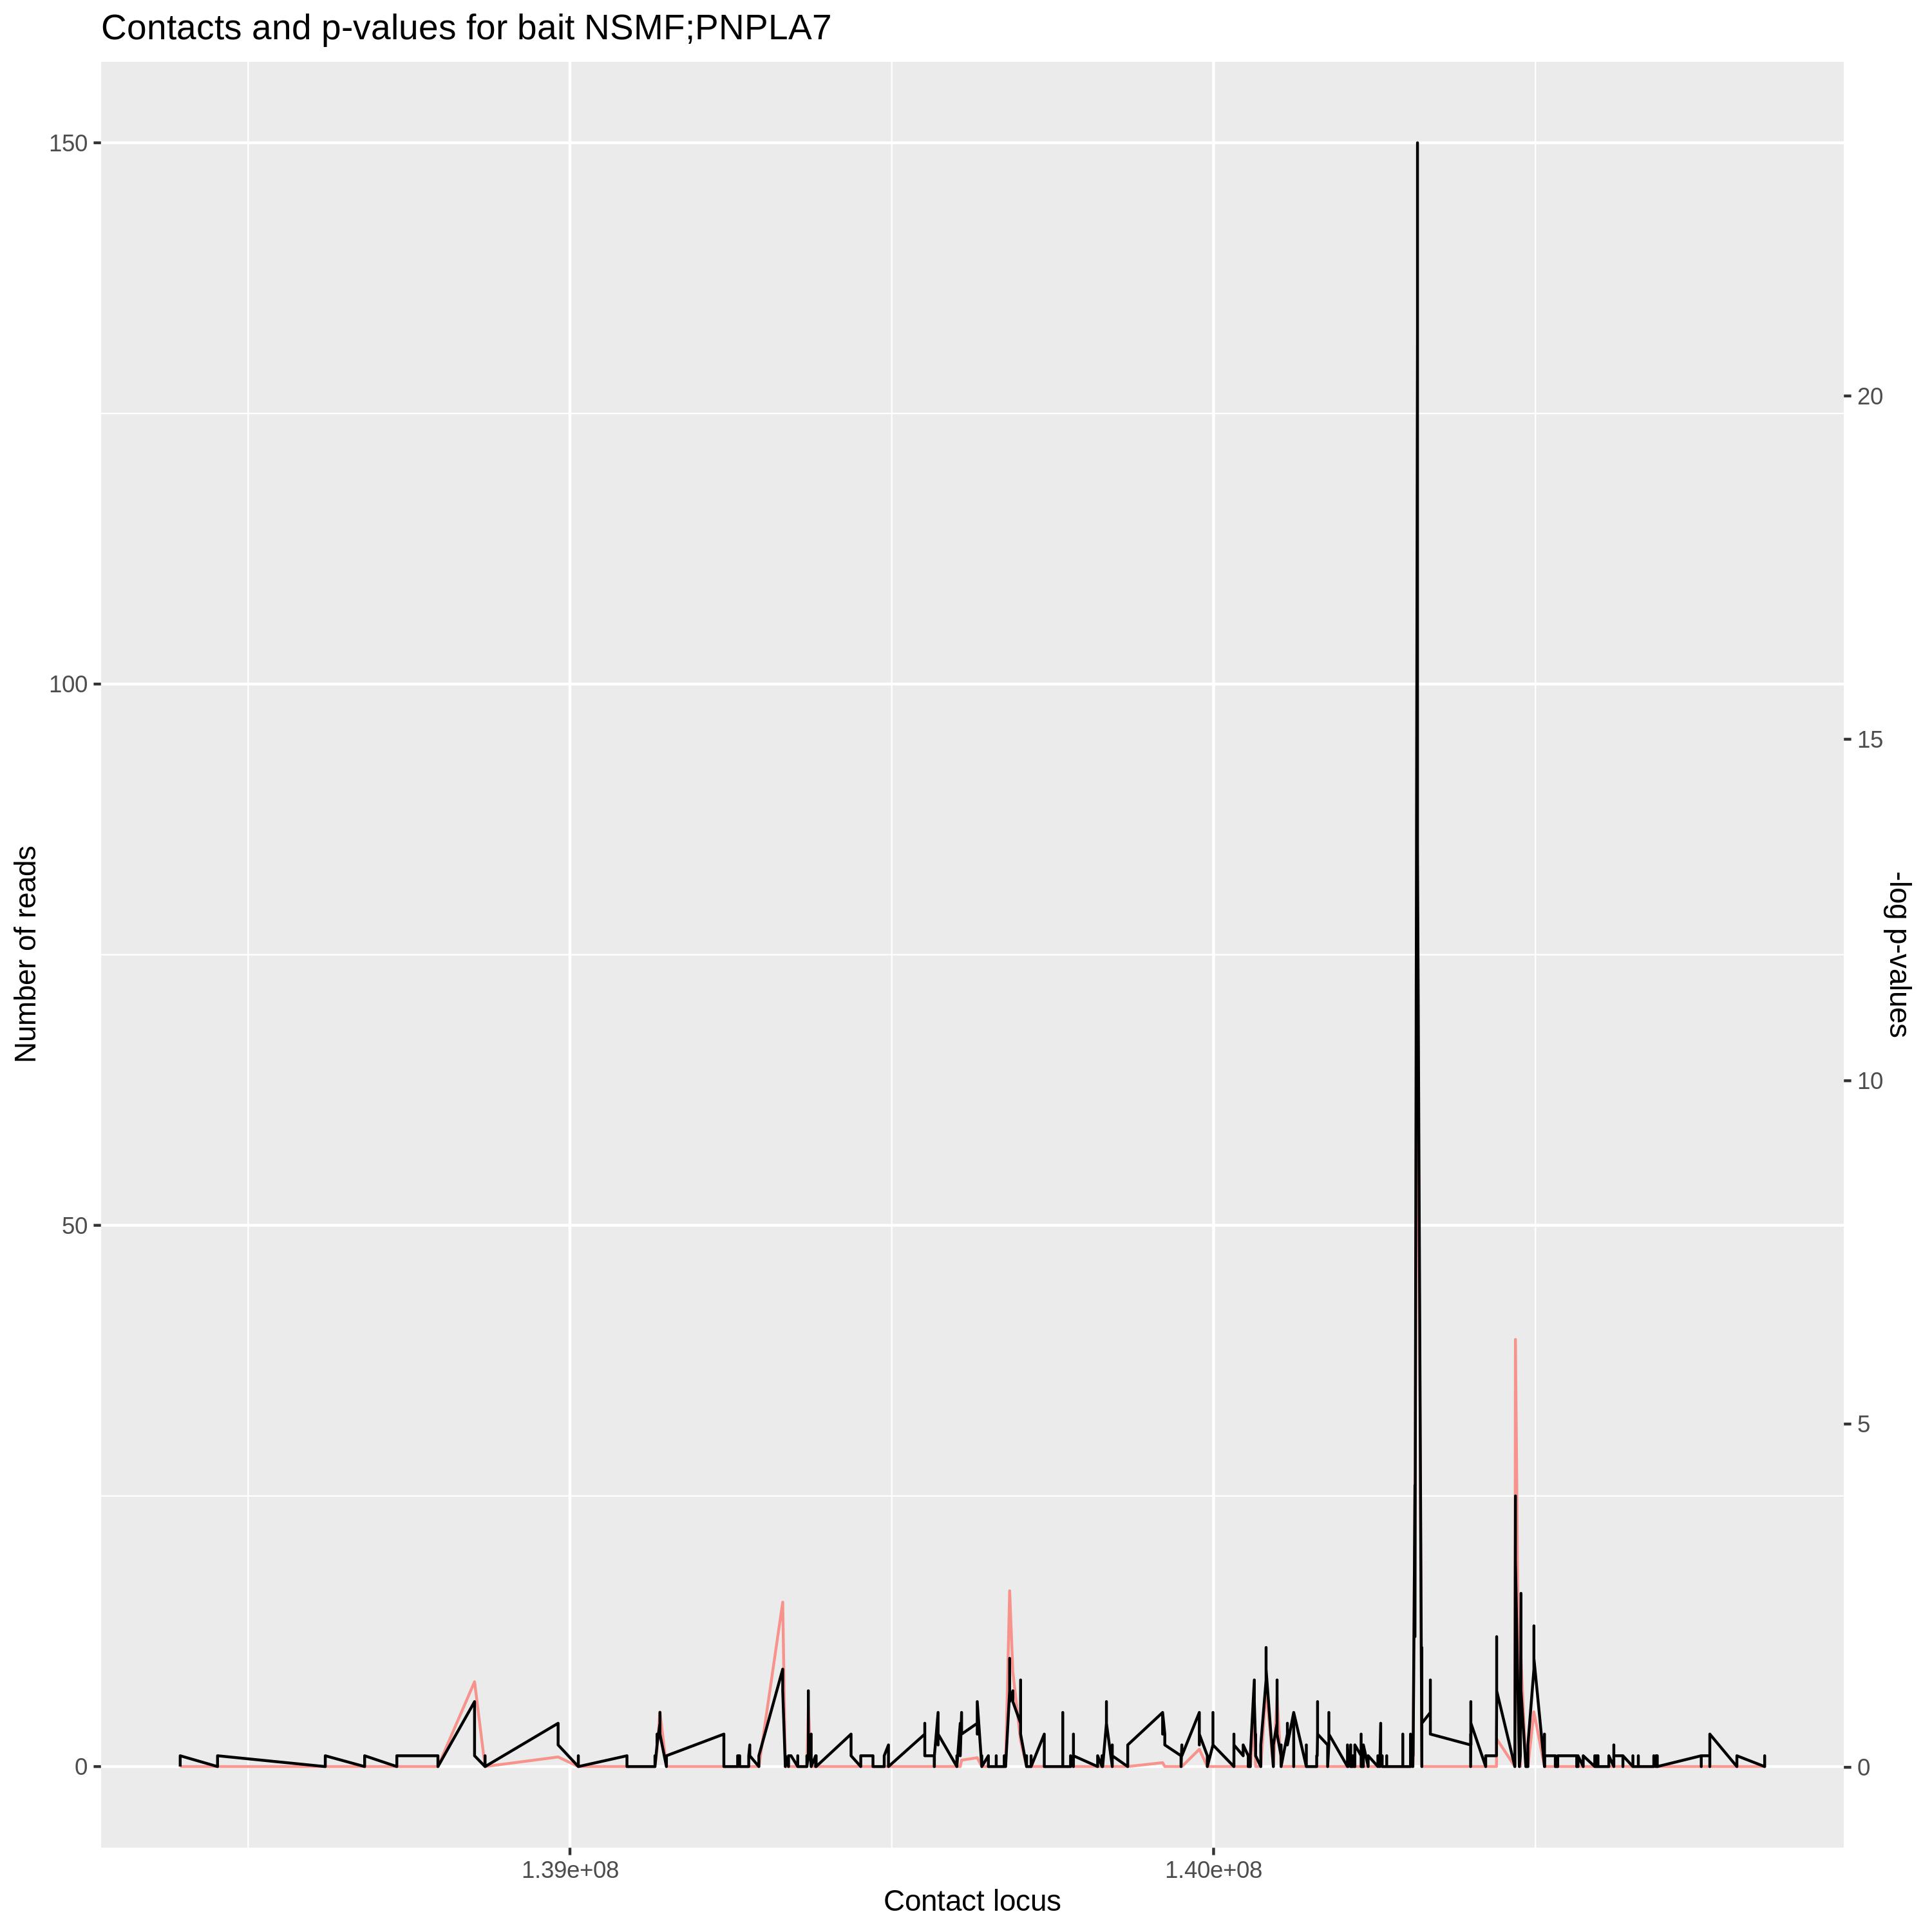 Contacts and p-values for bait NSMF;PNPLA7
150
100
50
0
Number of reads
20
15
10
5
0
-log p-values
1.39e+08
1.40e+08
Contact locus